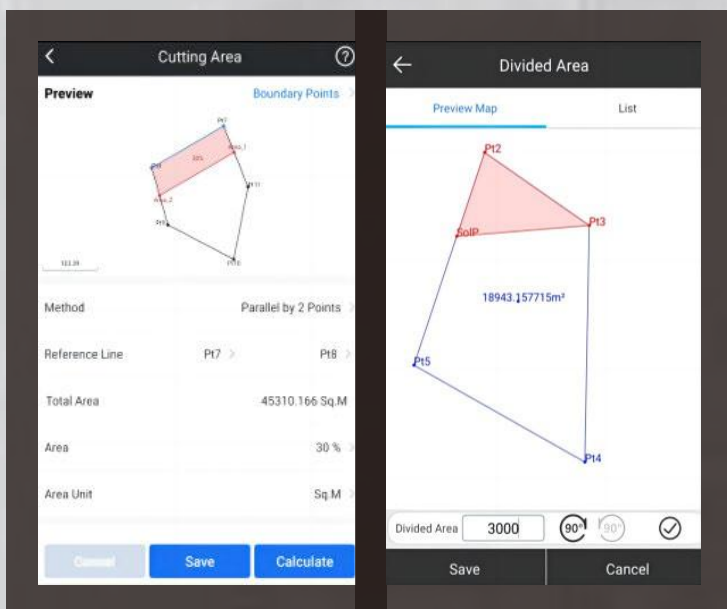 Cutting Area
?
Preview
Boundary Points
Pt7
Pt8
30%
Area_1
Area_2
Method
Parallel by 2 Points
Reference Line
Pt7
Pt8
Total Area
45310.166 Sq.M
Area
30 %
Area Unit
Sq.M
Cancel
Save
Calculate
Divided Area
Preview Map
List
Pt2
Pt3
SolP
18943.157715m²
Pt5
Pt4
Divided Area
3000
90°
90°
Save
Cancel